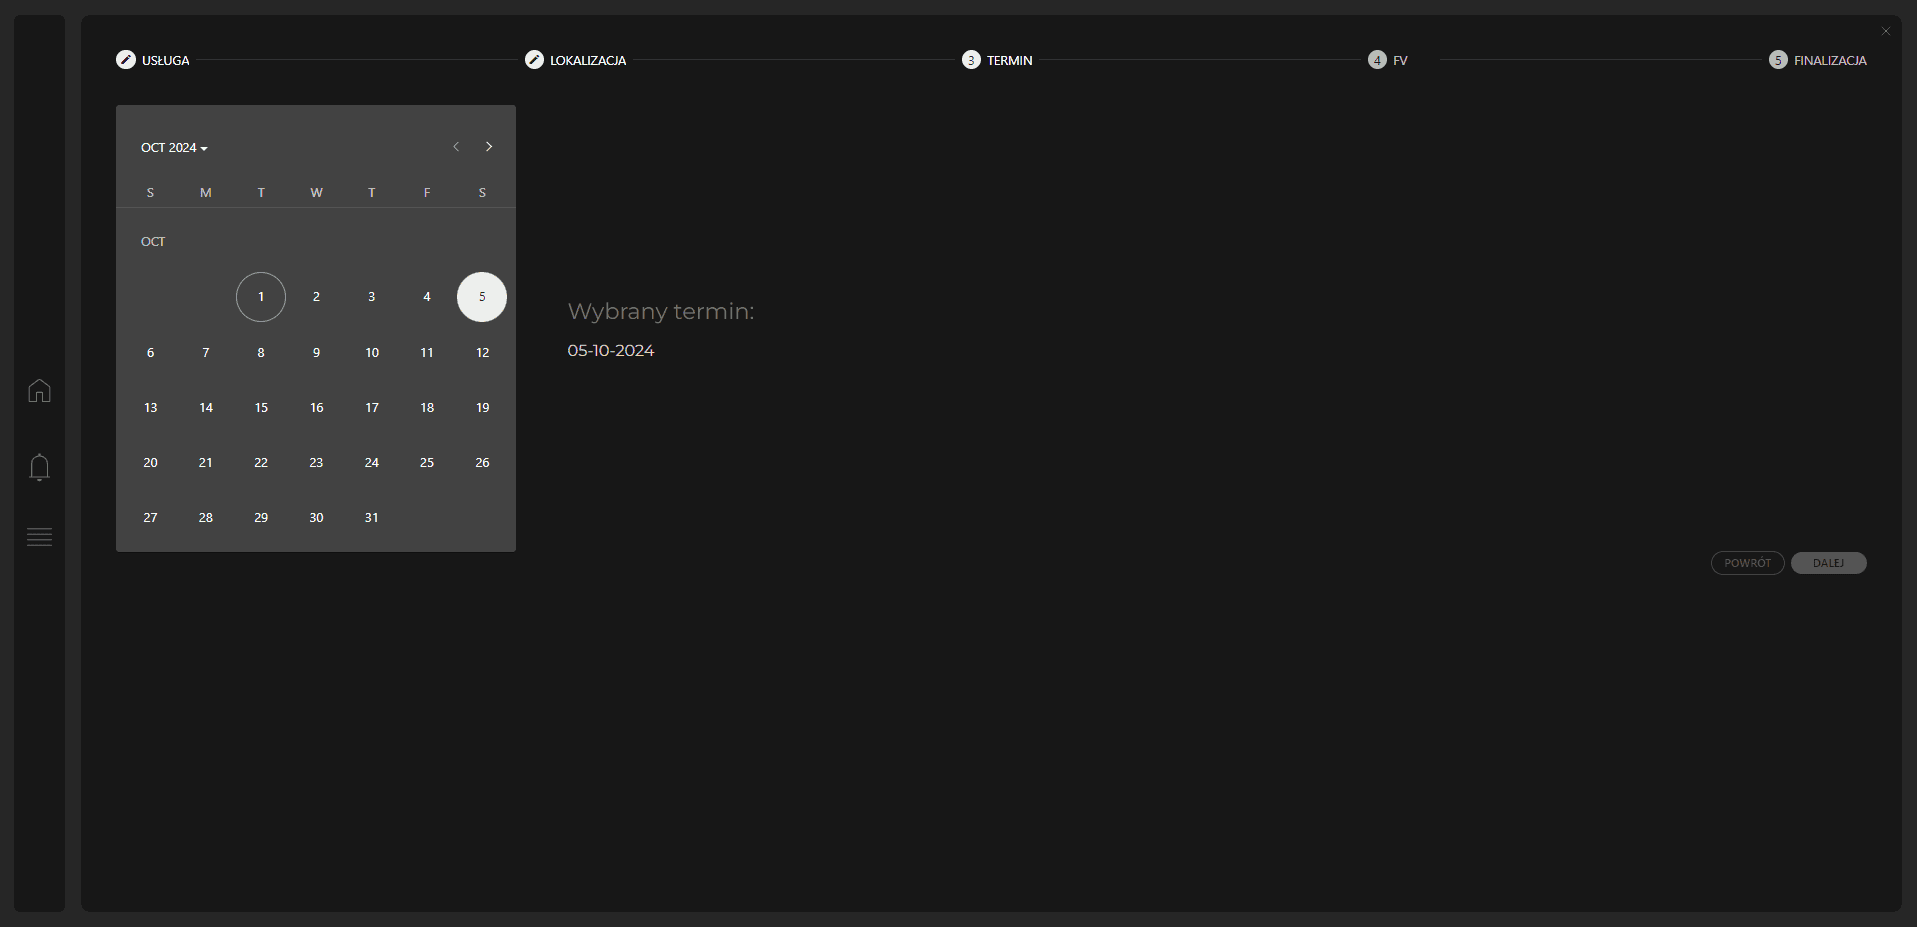 USŁUGA
LOKALIZACJA
3 TERMIN
4 FV
5 FINALIZACJA
OCT 2024
S M T W T F S
OCT
1 2 3 4 5
6 7 8 9 10 11 12
13 14 15 16 17 18 19
20 21 22 23 24 25 26
27 28 29 30 31
Wybrany termin:
05-10-2024
POWRÓT
DALEJ